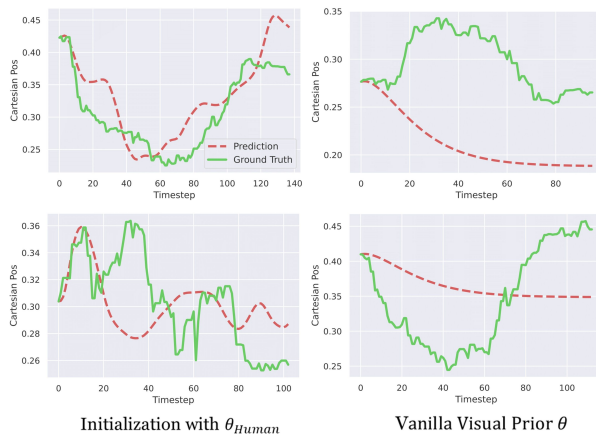 0.45
0.40
0.35
0.30
0.25
Cartesian Pos
Prediction
Ground Truth
0 20 40 60 80 100 120 140
Timestep
0.35
0.30
0.25
0.20
Cartesian Pos
0 20 40 60 80
Timestep
0.36
0.34
0.32
0.30
0.28
0.26
Cartesian Pos
0 20 40 60 80 100
Timestep
0.45
0.40
0.35
0.30
0.25
Cartesian Pos
0 20 40 60 80 100
Timestep
Initialization with θ_Human
Vanilla Visual Prior θ